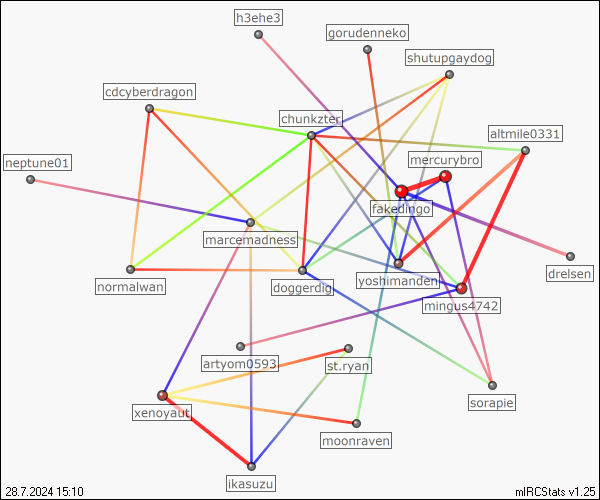 h3ehe3
gorudenneko
shutupgaydog
cdcyberdragon
chunkzter
altmile0331
mercurybro
neptune01
fakedingo
marcemadness
drelsen
normalwan
doggerdig
yoshimanden
mingus4742
artyom0593
st.ryan
sorapie
xenoyaut
moonraven
ikasuzu
28.7.2024 15:10
mIRCStats v1.25